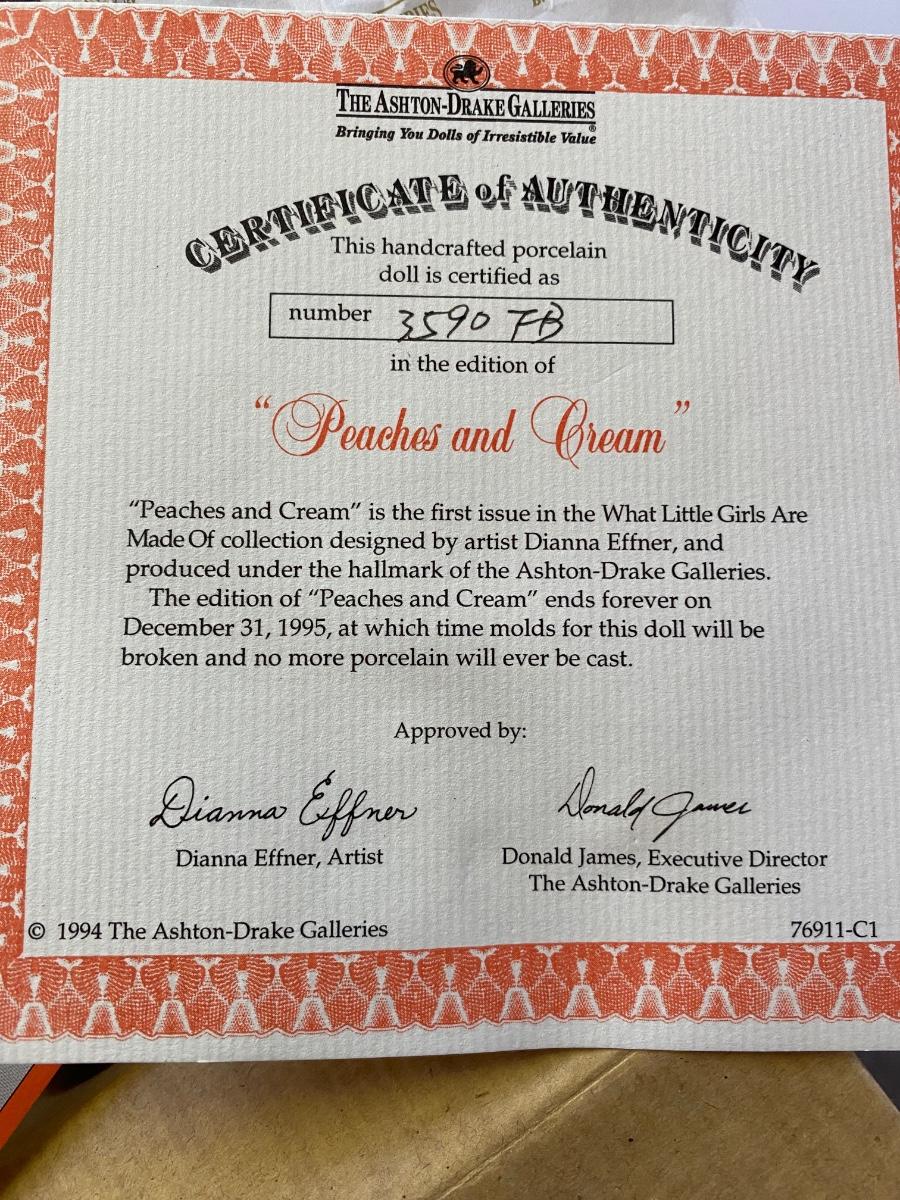 THE ASHTON-DRAKE GALLERIES
Bringing You Dolls of Irresistible Value®
CERTIFICATE of AUTHENTICITY
This handcrafted porcelain
doll is certified as
number 3590 FB
in the edition of
“Peaches and Cream”
“Peaches and Cream” is the first issue in the What Little Girls Are
Made Of collection designed by artist Dianna Effner, and
produced under the hallmark of the Ashton-Drake Galleries.
The edition of “Peaches and Cream” ends forever on
December 31, 1995, at which time molds for this doll will be
broken and no more porcelain will ever be cast.
Approved by:
Dianna Effner Donald James
Dianna Effner, Artist Donald James, Executive Director
The Ashton-Drake Galleries
© 1994 The Ashton-Drake Galleries 76911-C1